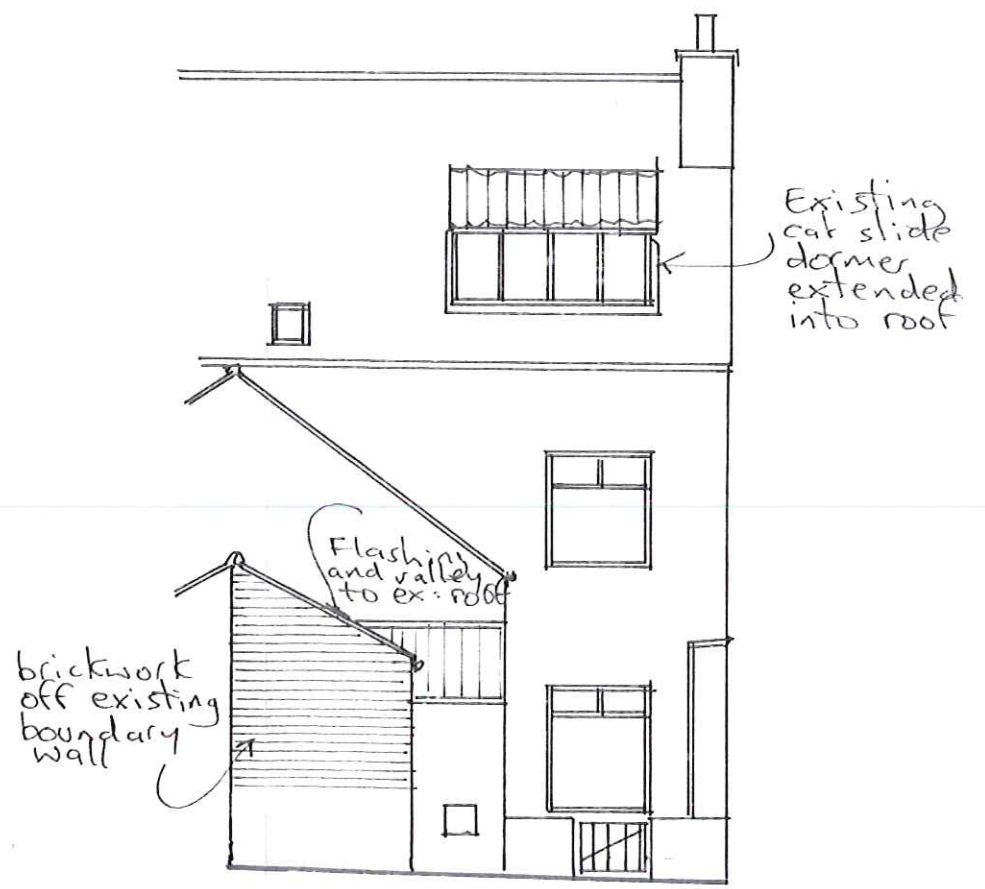 Existing
cat slide
dormer
extended
into roof
Flashing
and valley
to ex: roof
brickwork
off existing
boundary
wall